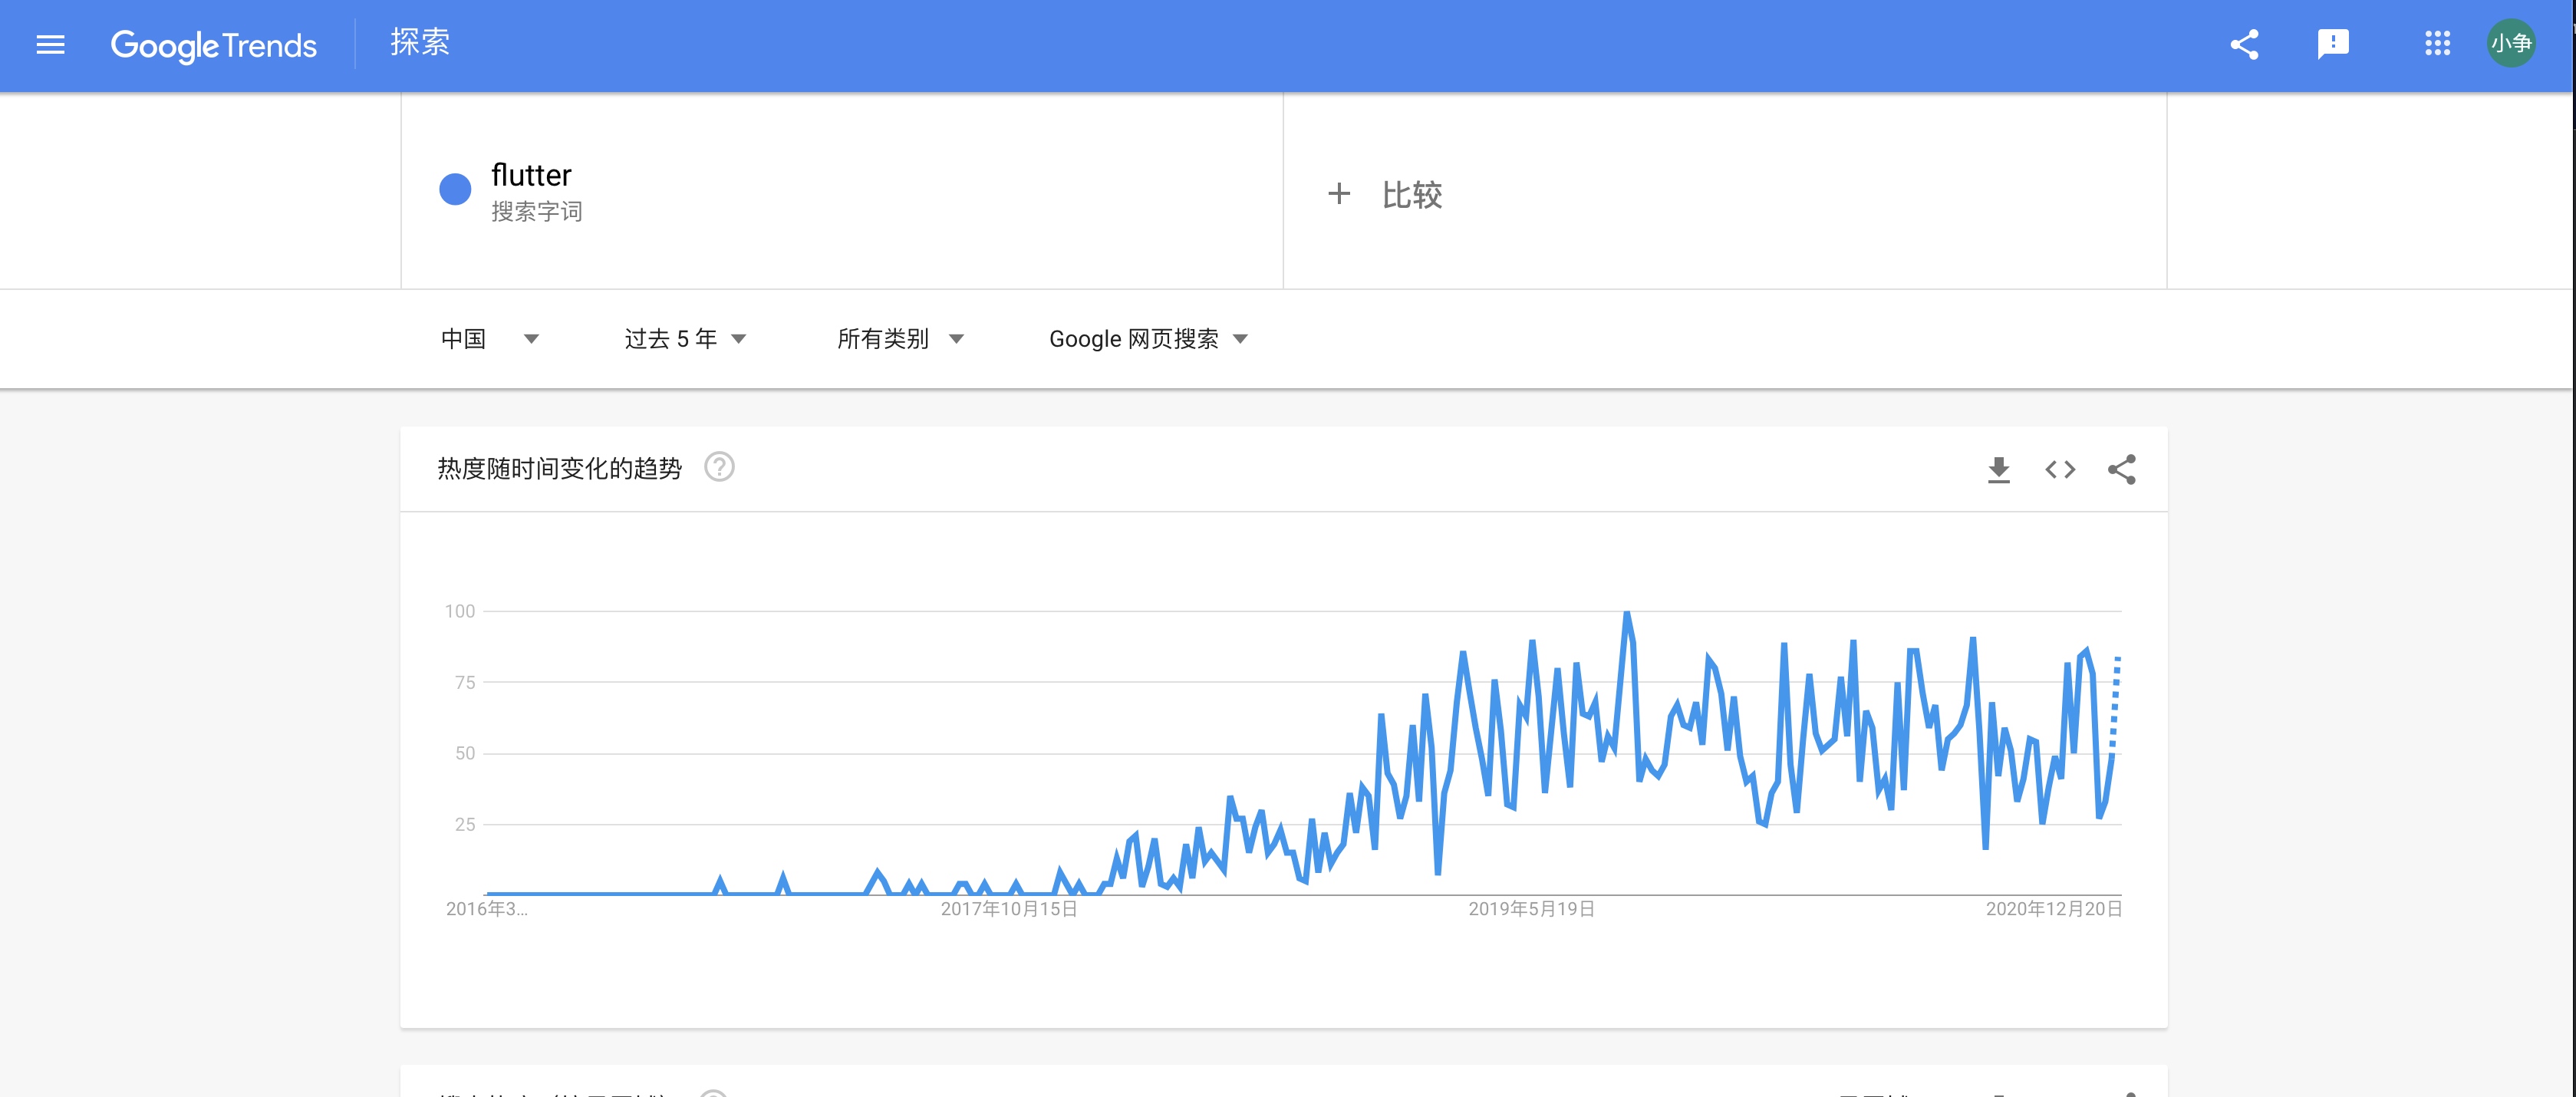 Google Trends 探索 小争
flutter
搜索字词
+ 比较
中国 过去 5 年 所有类别 Google 网页搜索
热度随时间变化的趋势
100
75
50
25
2016年3... 2017年10月15日 2019年5月19日 2020年12月20日